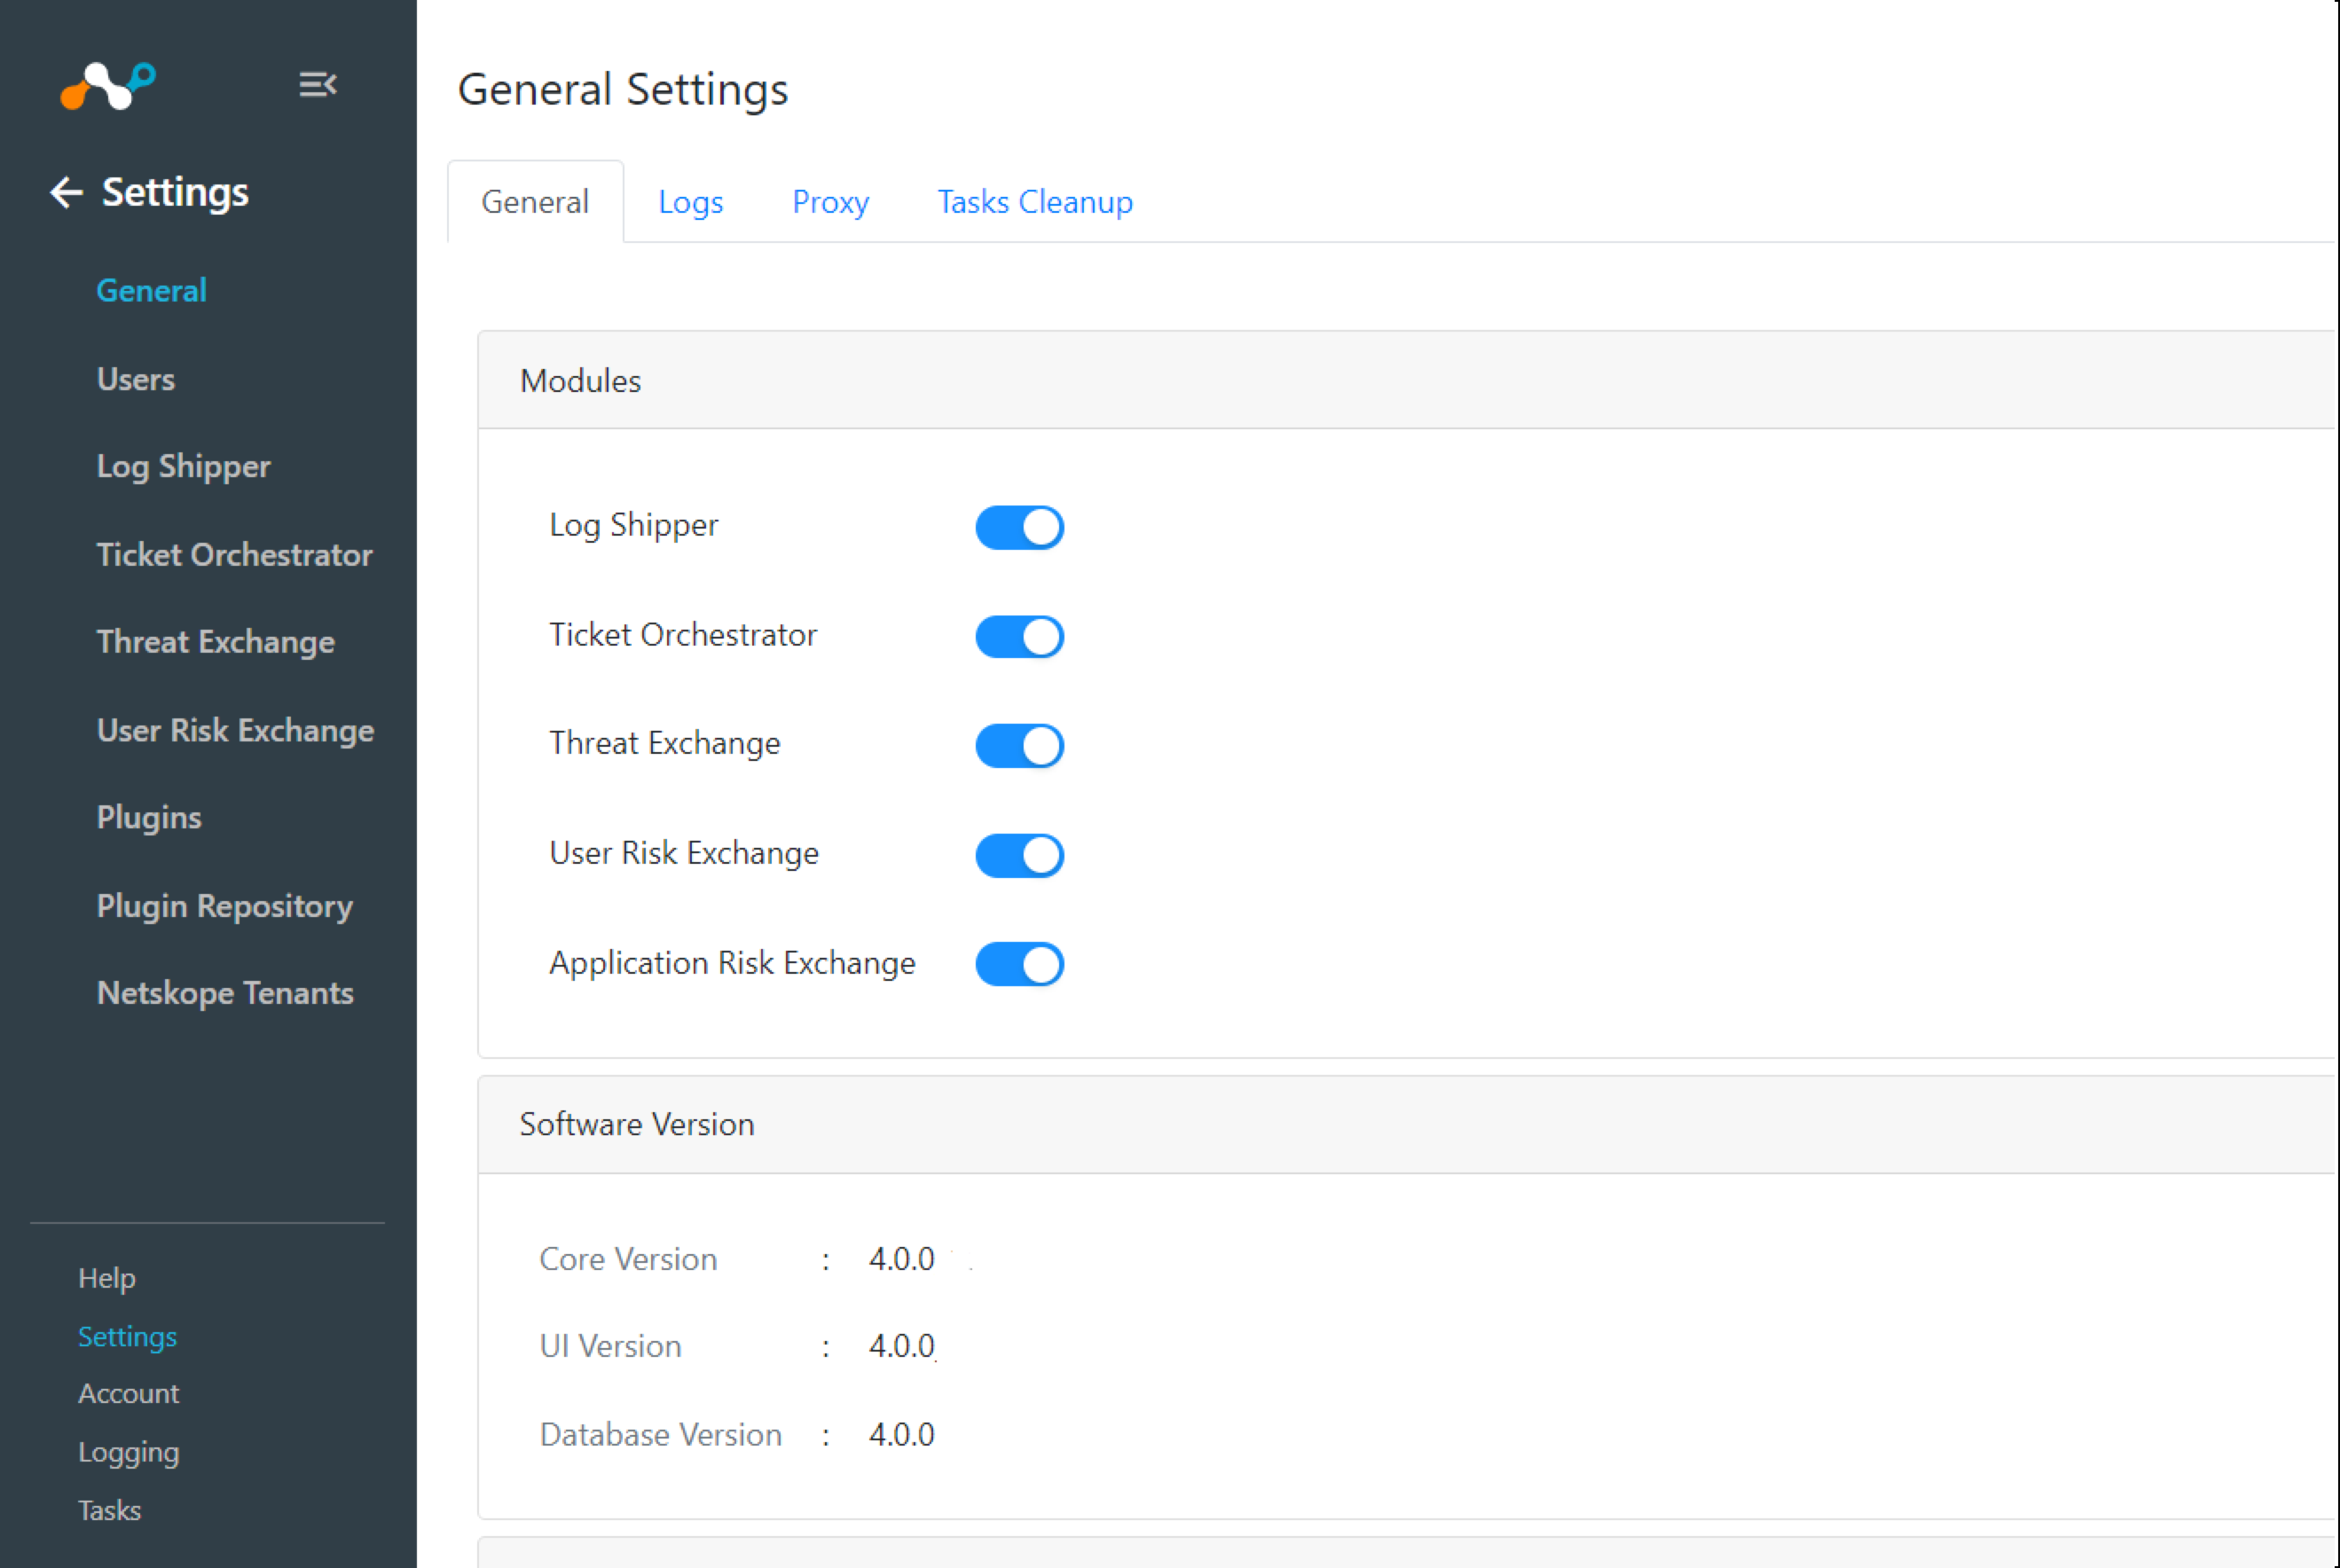 Settings
General
Users
Log Shipper
Ticket Orchestrator
Threat Exchange
User Risk Exchange
Plugins
Plugin Repository
Netskope Tenants
Help
Settings
Account
Logging
Tasks
General Settings
General Logs Proxy Tasks Cleanup
Modules
Log Shipper
Ticket Orchestrator
Threat Exchange
User Risk Exchange
Application Risk Exchange
Software Version
Core Version : 4.0.0
UI Version : 4.0.0
Database Version : 4.0.0